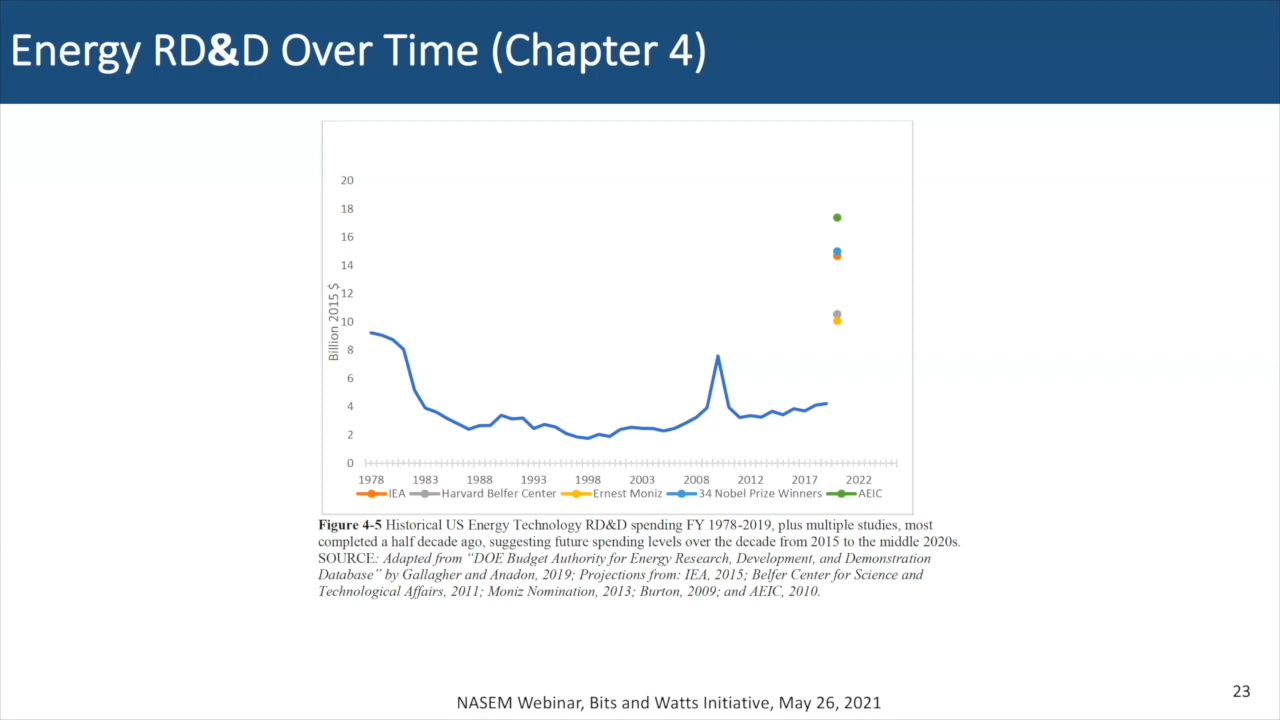 Energy RD&D Over Time (Chapter 4)
Billion 2015 $
20
18
16
14
12
10
8
6
4
2
0
1978 1983 1988 1993 1998 2003 2008 2012 2017 2022
IEA Harvard Belfer Center Ernest Moniz 34 Nobel Prize Winners AEIC
Figure 4-5 Historical US Energy Technology RD&D spending FY 1978-2019, plus multiple studies, most
completed a half decade ago, suggesting future spending levels over the decade from 2015 to the middle 2020s.
SOURCE: Adapted from “DOE Budget Authority for Energy Research, Development, and Demonstration
Database” by Gallagher and Anadon, 2019; Projections from: IEA, 2015; Belfer Center for Science and
Technological Affairs, 2011; Moniz Nomination, 2013; Burton, 2009; and AEIC, 2010.
NASEM Webinar, Bits and Watts Initiative, May 26, 2021
23